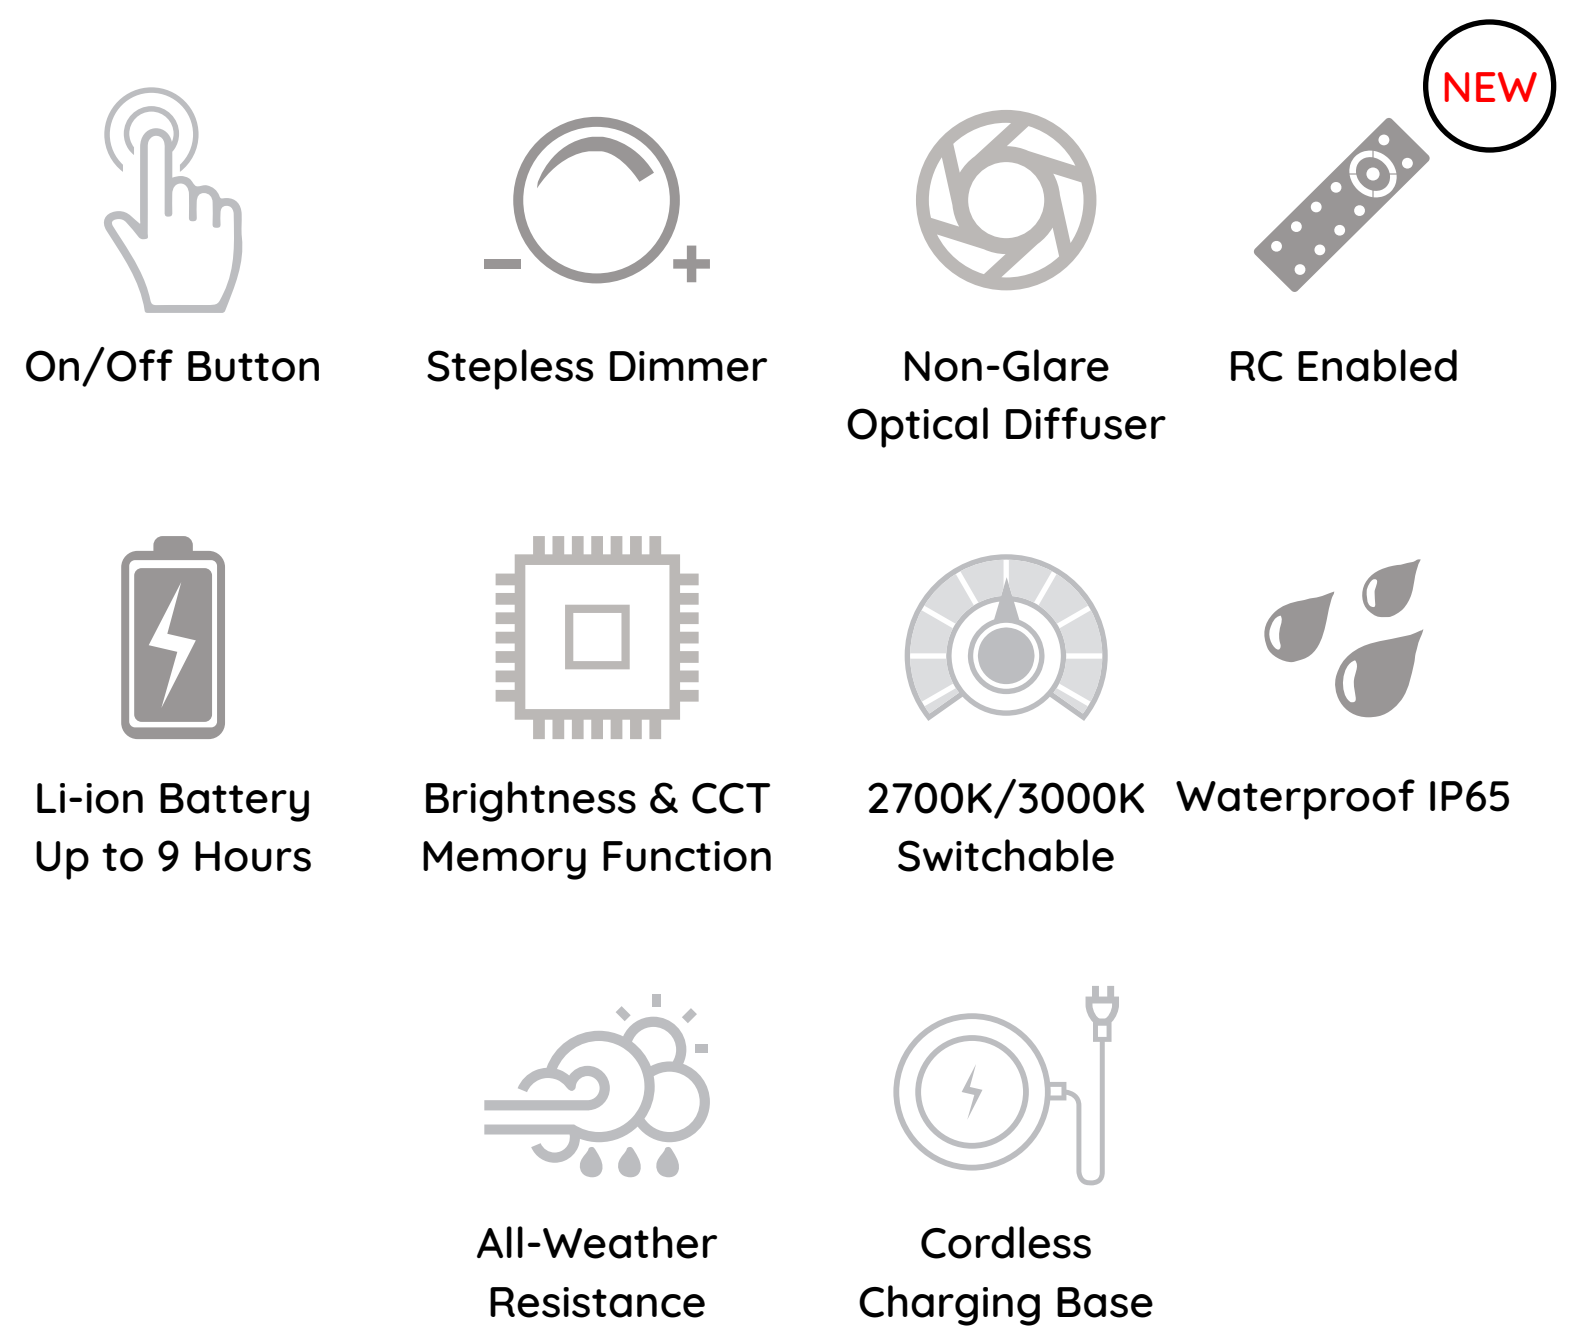 NEW
On/Off Button
Stepless Dimmer
Non-Glare
Optical Diffuser
RC Enabled
Li-ion Battery
Up to 9 Hours
Brightness & CCT
Memory Function
2700K/3000K
Switchable
Waterproof IP65
All-Weather
Resistance
Cordless
Charging Base